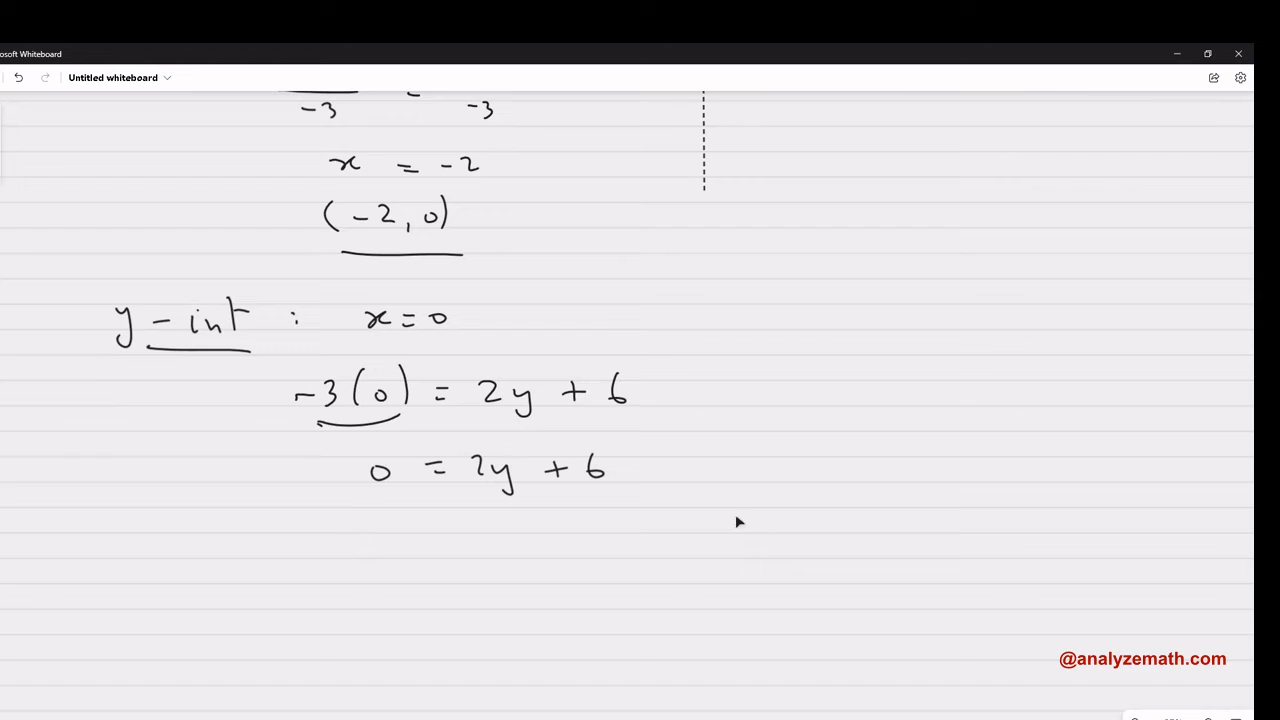 osoft Whiteboard
Untitled whiteboard
-3 = -3
x = -2
(-2, 0)
y-int : x=0
-3(0) = 2y + 6
0 = 2y + 6
@analyzemath.com